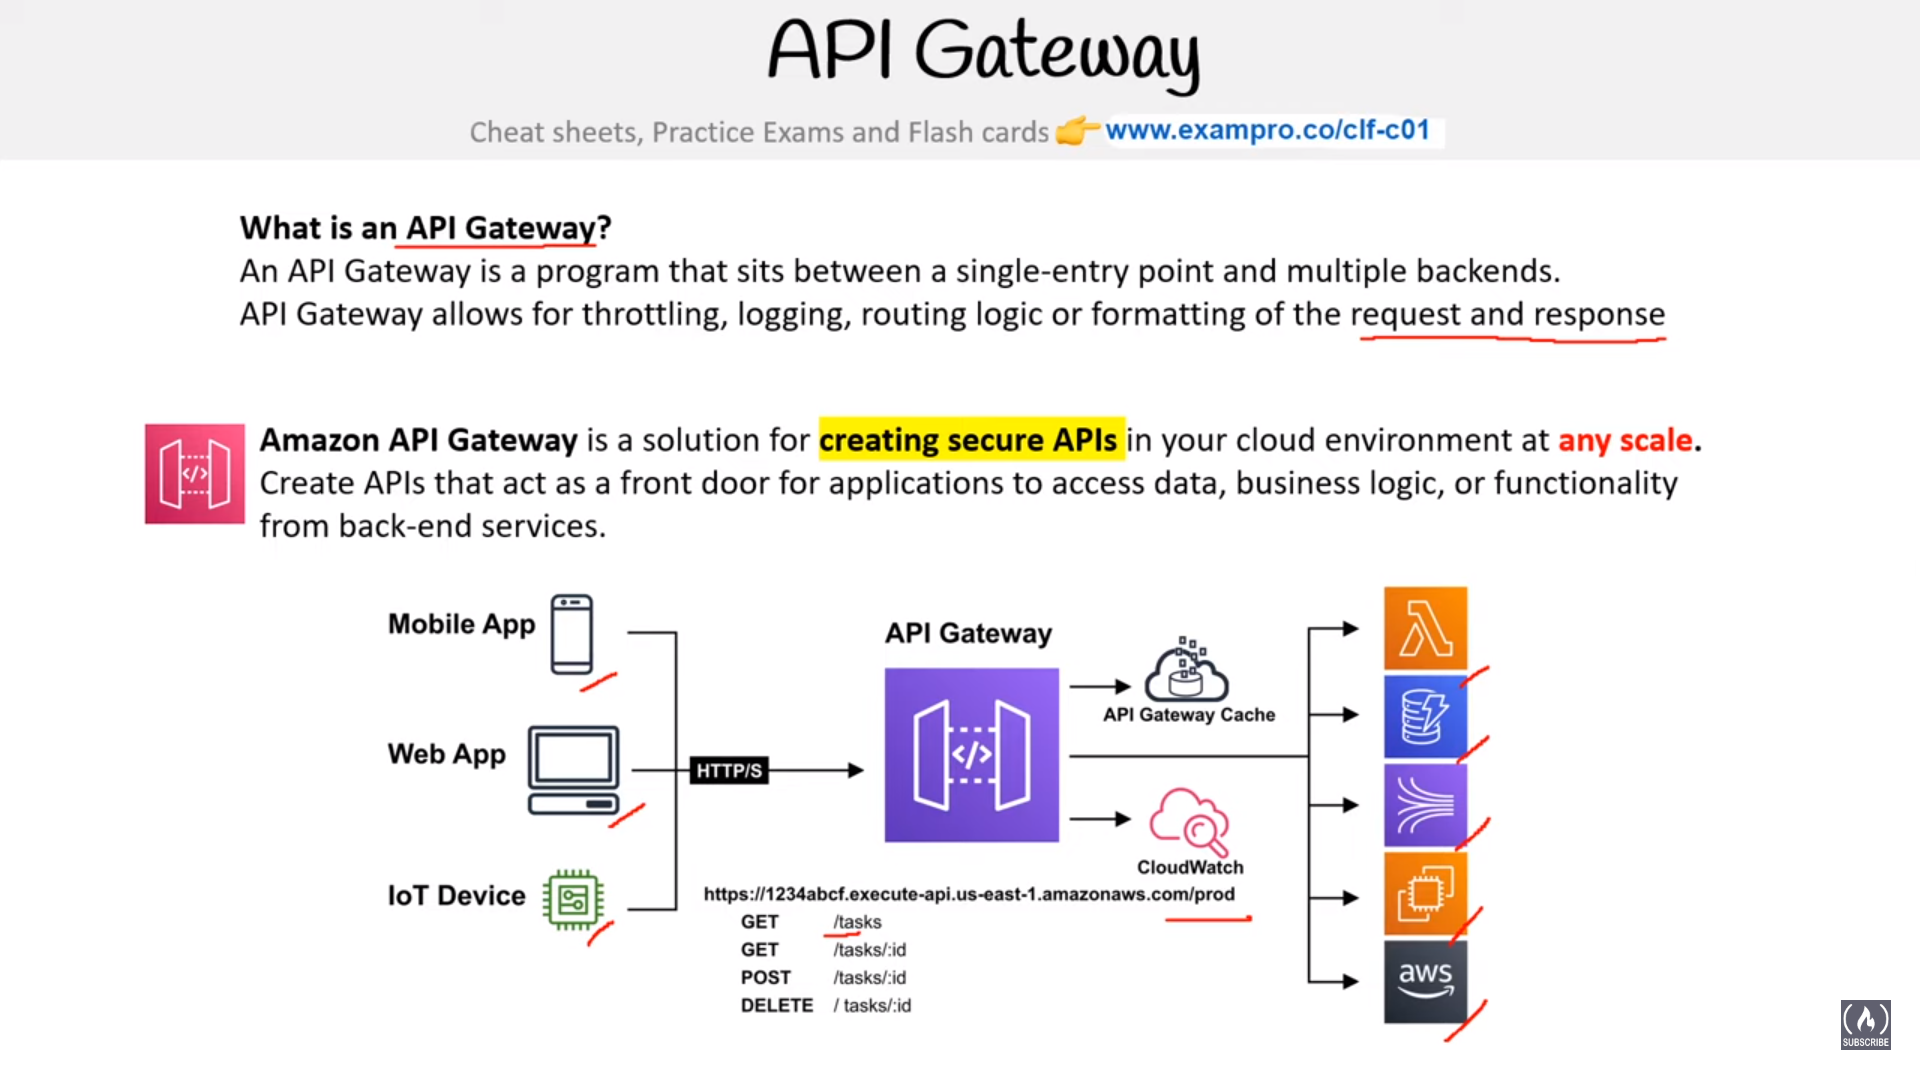 API Gateway
Cheat sheets, Practice Exams and Flash cards 👉 www.exampro.co/clf-c01
What is an API Gateway?
An API Gateway is a program that sits between a single-entry point and multiple backends.
API Gateway allows for throttling, logging, routing logic or formatting of the request and response
Amazon API Gateway is a solution for creating secure APIs in your cloud environment at any scale.
Create APIs that act as a front door for applications to access data, business logic, or functionality
from back-end services.
Mobile App
Web App
IoT Device
HTTP/S
API Gateway
</>
API Gateway Cache
CloudWatch
https://1234abcf.execute-api.us-east-1.amazonaws.com/prod
GET /tasks
GET /tasks/:id
POST /tasks/:id
DELETE / tasks/:id
aws
SUBSCRIBE